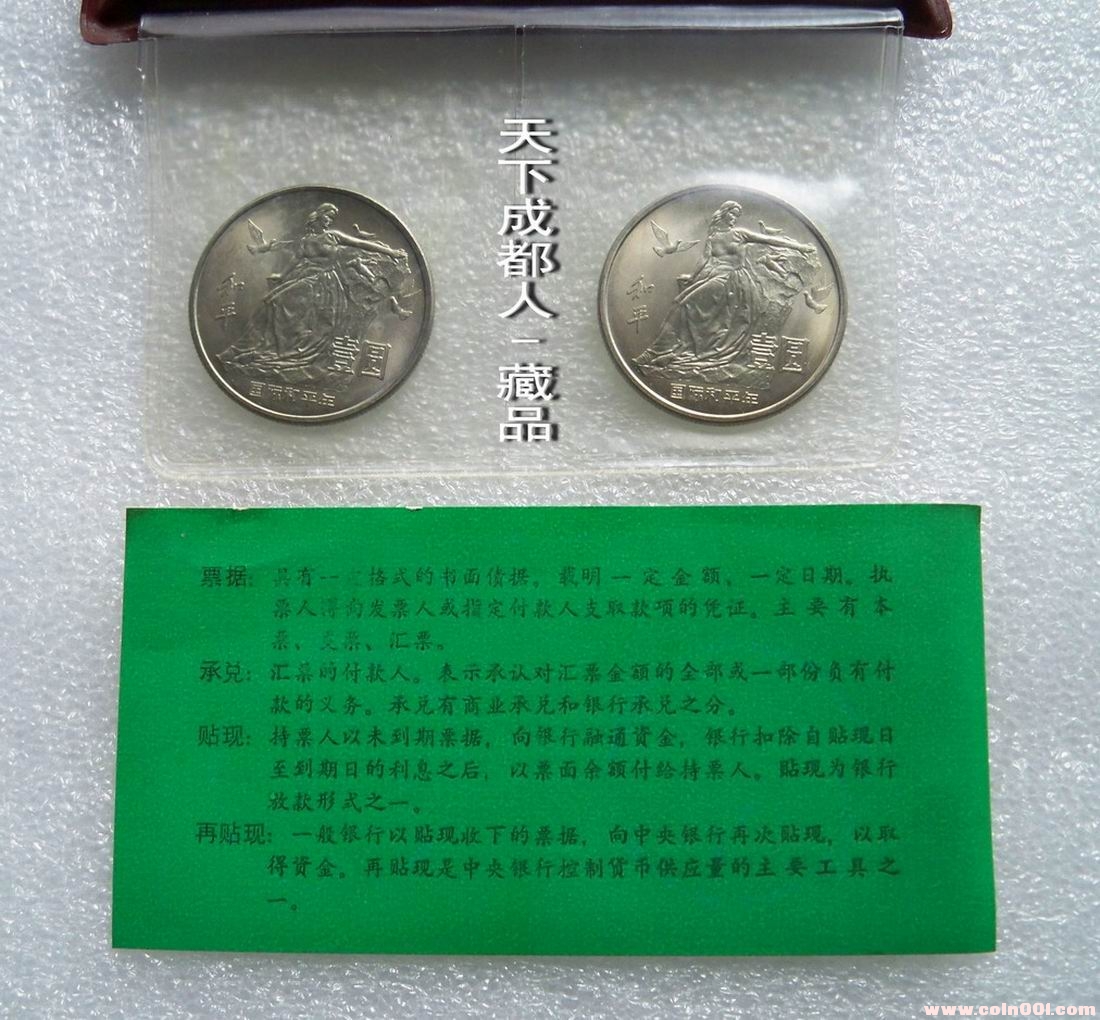 天下成都人－藏品
和平
壹圆
国际和平年
和平
壹圆
国际和平年
票据：具有一定格式的书面债据。载明一定金额、一定日期。执
票人得向发票人或指定付款人支取款项的凭证。主要有本
票、支票、汇票。
承兑：汇票的付款人。表示承认对汇票金额的全部或一部份负有付
款的义务。承兑有商业承兑和银行承兑之分。
贴现：持票人以未到期票据，向银行融通资金，银行扣除自贴现日
至到期日的利息之后，以票面余额付给持票人。贴现为银行
放款形式之一。
再贴现：一般银行以贴现收下的票据，向中央银行再次贴现，以取
得资金。再贴现是中央银行控制货币供应量的主要工具之
一。
www.coin001.com